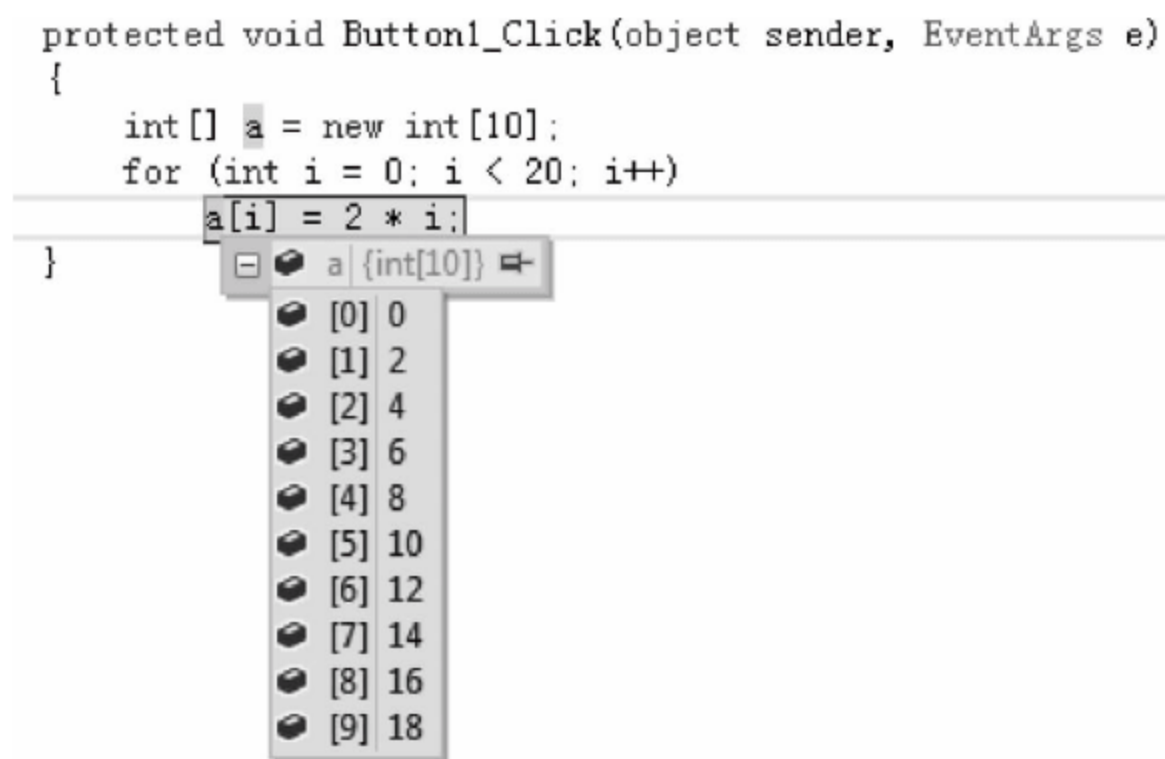 protected void Button1_Click(object sender, EventArgs e)
{
int[] a = new int[10];
for (int i = 0; i < 20; i++)
a[i] = 2 * i;
}
a {int[10]}
[0] 0
[1] 2
[2] 4
[3] 6
[4] 8
[5] 10
[6] 12
[7] 14
[8] 16
[9] 18